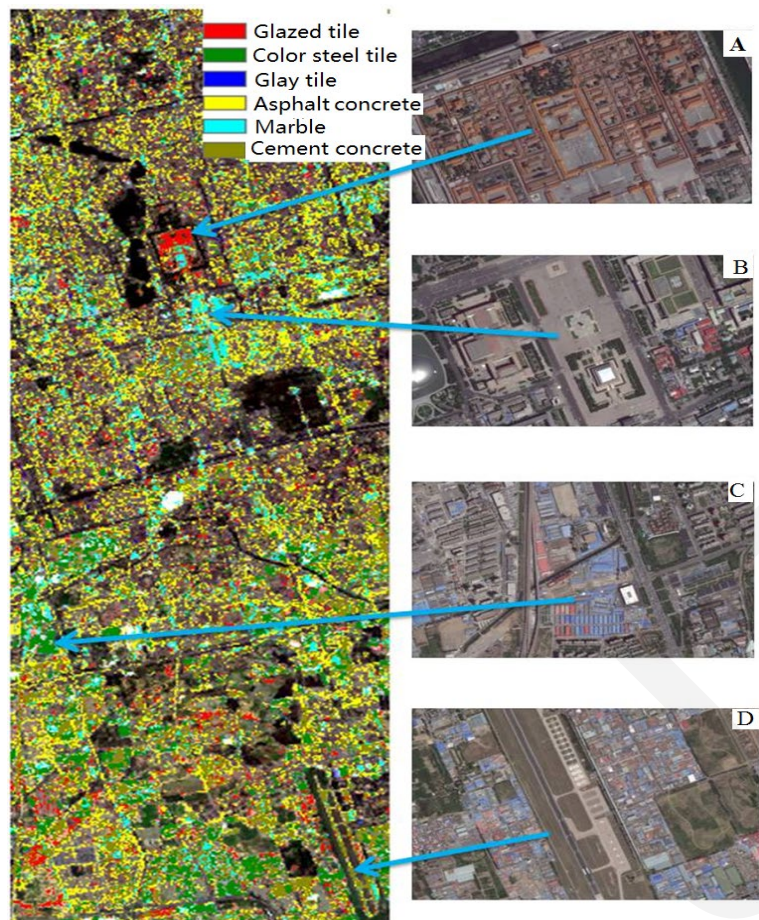 Glazed tile
Color steel tile
Glay tile
Asphalt concrete
Marble
Cement concrete
A
B
C
D